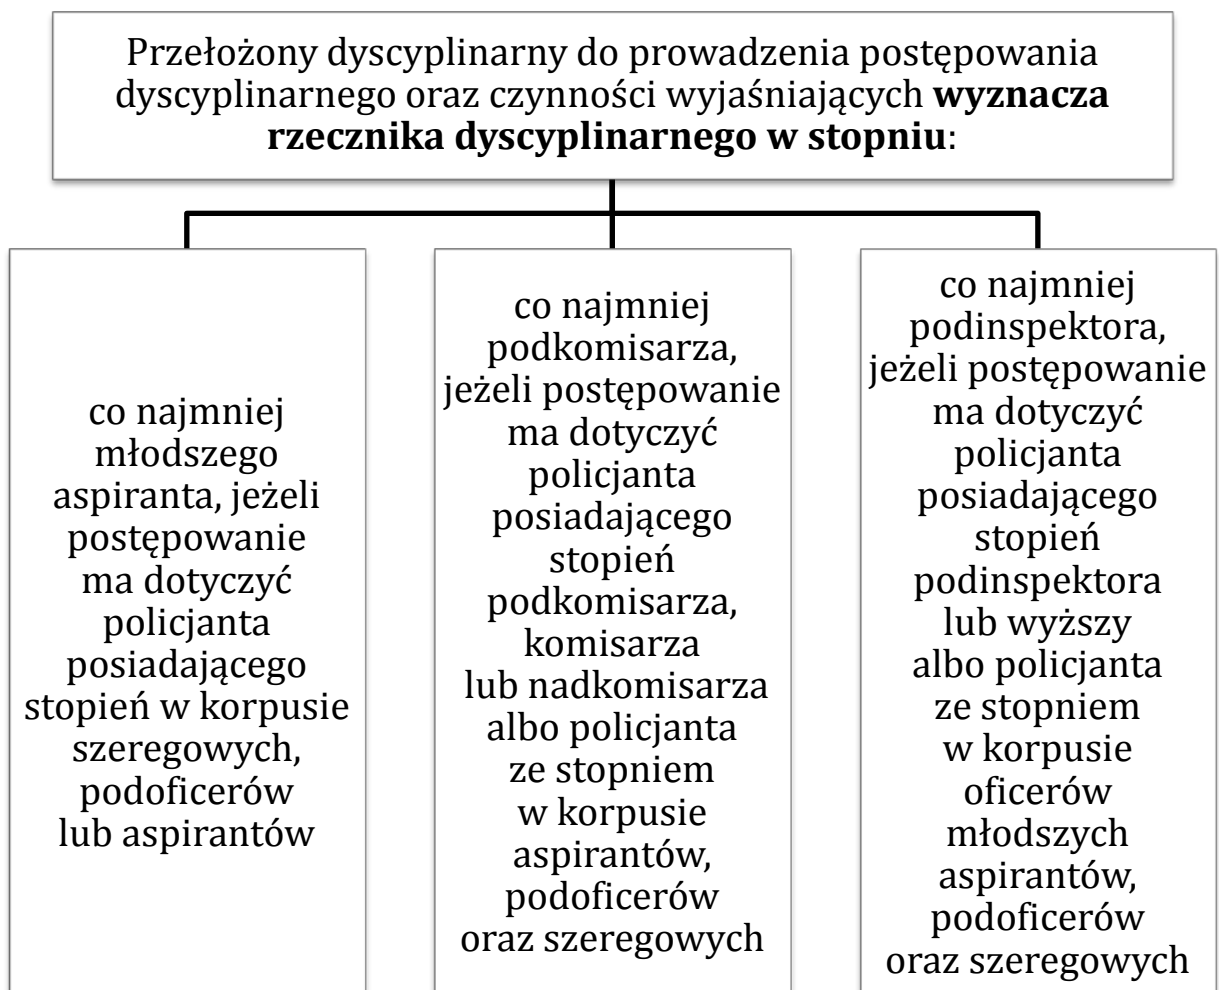 Przełożony dyscyplinarny do prowadzenia postępowania
dyscyplinarnego oraz czynności wyjaśniających wyznacza
rzecznika dyscyplinarnego w stopniu:
co najmniej
młodszego
aspiranta, jeżeli
postępowanie
ma dotyczyć
policjanta
posiadającego
stopień w korpusie
szeregowych,
podoficerów
lub aspirantów
co najmniej
podkomisarza,
jeżeli postępowanie
ma dotyczyć
policjanta
posiadającego
stopień
podkomisarza,
komisarza
lub nadkomisarza
albo policjanta
ze stopniem
w korpusie
aspirantów,
podoficerów
oraz szeregowych
co najmniej
podinspektora,
jeżeli postępowanie
ma dotyczyć
policjanta
posiadającego
stopień
podinspektora
lub wyższy
albo policjanta
ze stopniem
w korpusie
oficerów
młodszych
aspirantów,
podoficerów
oraz szeregowych